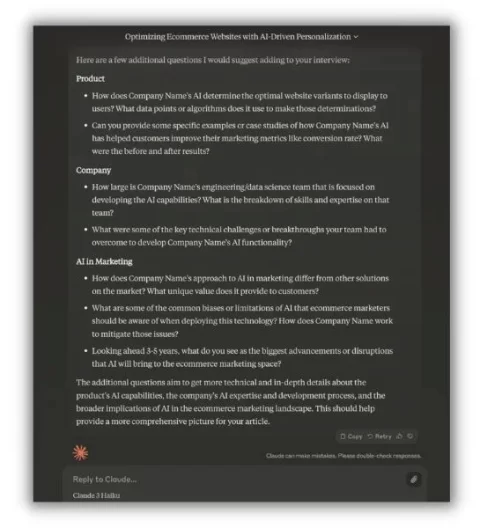 Optimizing Ecommerce Websites with AI-Driven Personalization
Here are a few additional questions I would suggest adding to your interview:
Product
• How does Company Name's AI determine the optimal website variants to display to
users? What data points or algorithms does it use to make those determinations?
• Can you provide some specific examples or case studies of how Company Name's AI
has helped customers improve their marketing metrics like conversion rate? What
were the before and after results?
Company
• How large is Company Name's engineering/data science team that is focused on
developing the AI capabilities? What is the breakdown of skills and expertise on that
team?
• What were some of the key technical challenges or breakthroughs your team had to
overcome to develop Company Name's AI functionality?
AI in Marketing
• How does Company Name's approach to AI in marketing differ from other solutions
on the market? What unique value does it provide to customers?
• What are some of the common biases or limitations of AI that ecommerce marketers
should be aware of when deploying this technology? How does Company Name work
to mitigate those issues?
• Looking ahead 3-5 years, what do you see as the biggest advancements or disruptions
that AI will bring to the ecommerce marketing space?
The additional questions aim to get more technical and in-depth details about the
product's AI capabilities, the company's AI expertise and development process, and the
broader implications of AI in the ecommerce marketing landscape. This should help
provide a more comprehensive picture for your article.
Copy Retry
Claude can make mistakes. Please double-check responses.
Reply to Claude...
Claude 3 Haiku